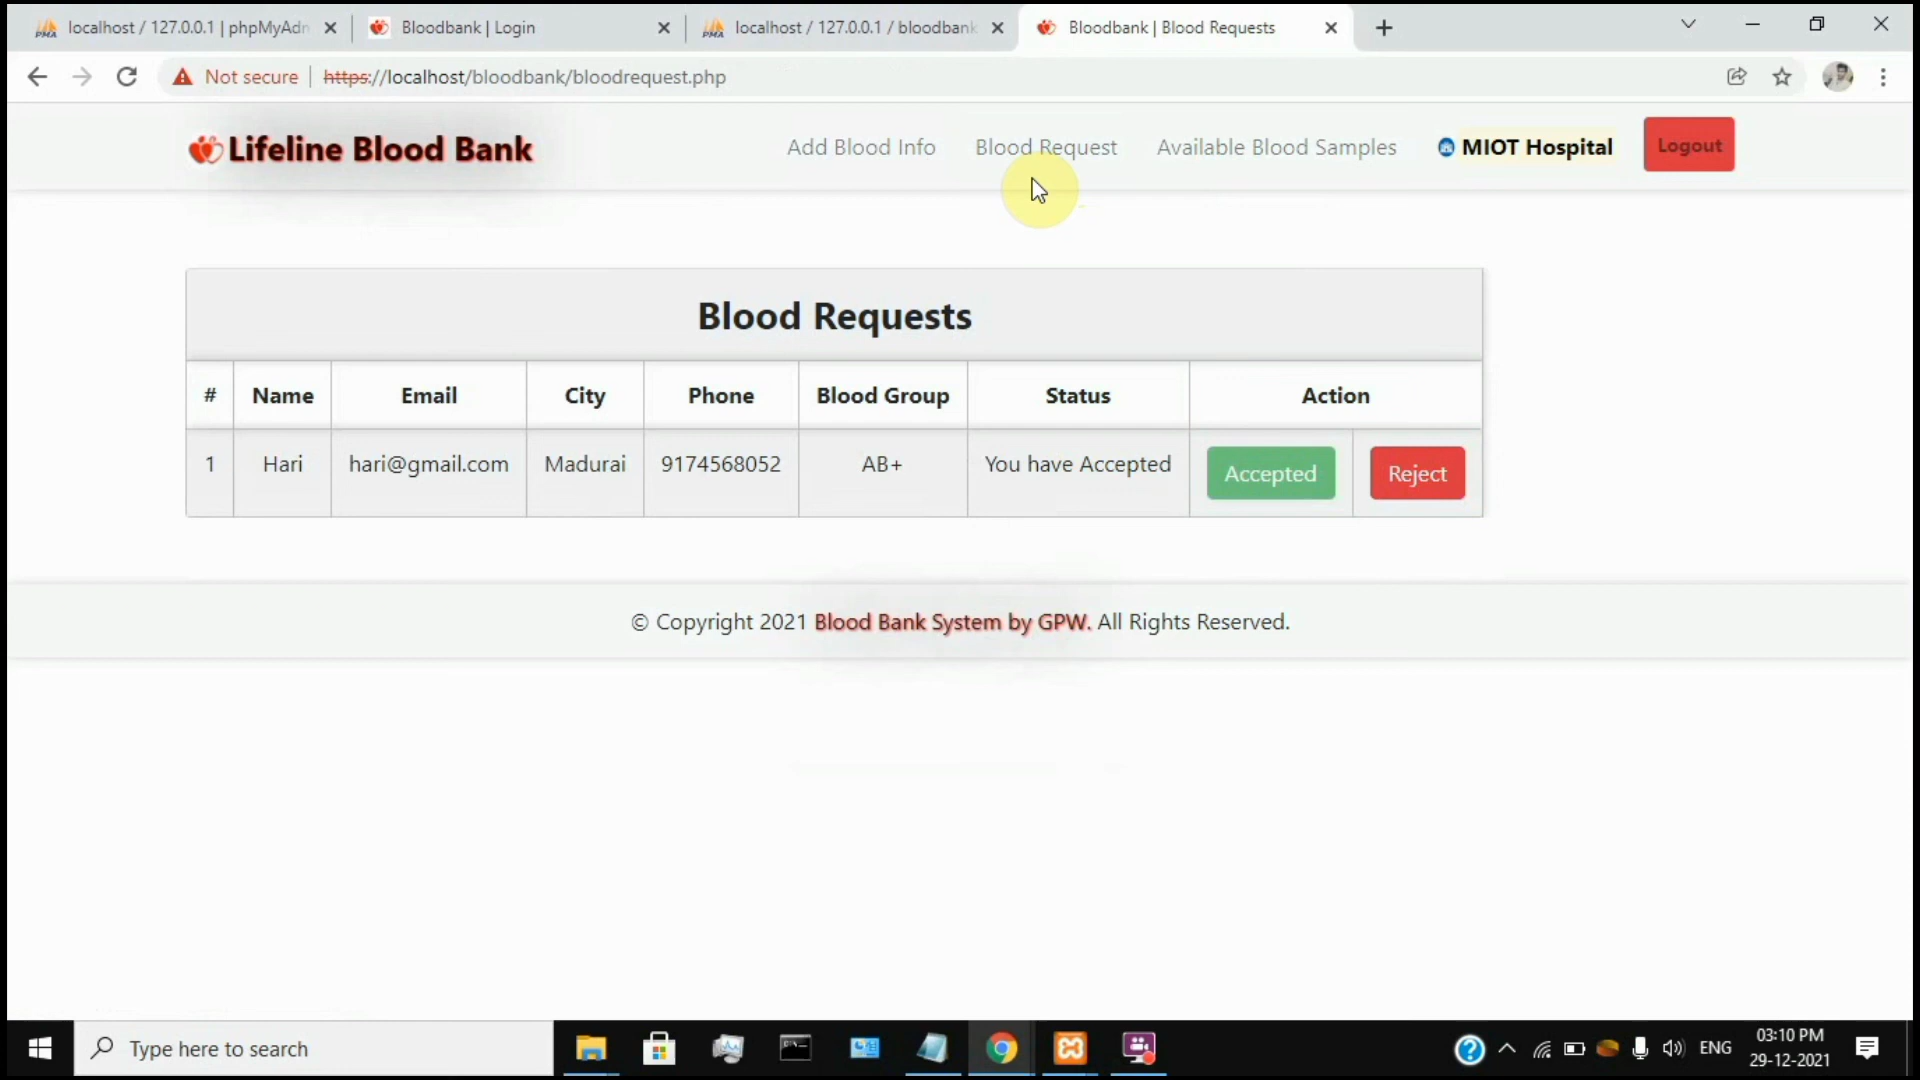 localhost / 127.0.0.1 | phpMyAdm
Bloodbank | Login
localhost / 127.0.0.1 / bloodbank
Bloodbank | Blood Requests
Not secure
https://localhost/bloodbank/bloodrequest.php
Lifeline Blood Bank
Add Blood Info
Blood Request
Available Blood Samples
MIOT Hospital
Logout
Blood Requests
# Name Email City Phone Blood Group Status Action
1 Hari hari@gmail.com Madurai 9174568052 AB+ You have Accepted Accepted Reject
© Copyright 2021 Blood Bank System by GPW. All Rights Reserved.
Type here to search
ENG
03:10 PM
29-12-2021